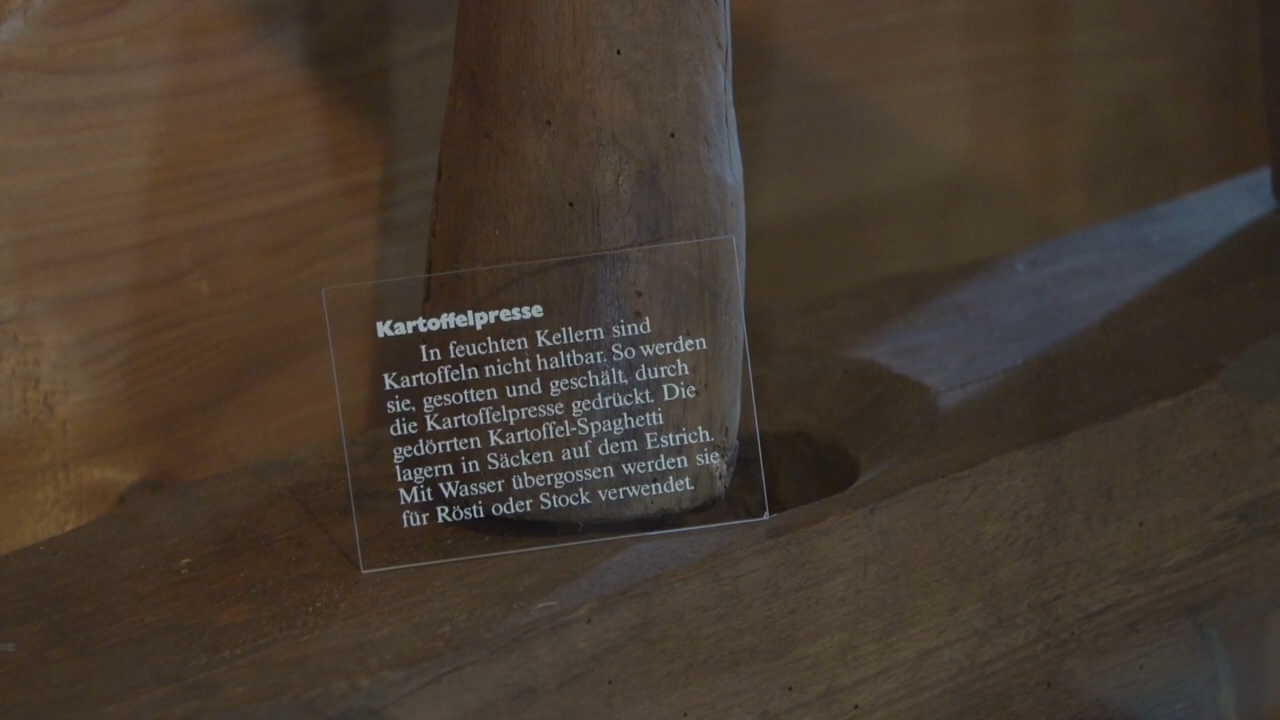 Kartoffelpresse
In feuchten Kellern sind
Kartoffeln nicht haltbar. So werden
sie, gesotten und geschält, durch
die Kartoffelpresse gedrückt. Die
gedörrten Kartoffel-Spaghetti
lagern in Säcken auf dem Estrich.
Mit Wasser übergossen werden sie
für Rösti oder Stock verwendet.